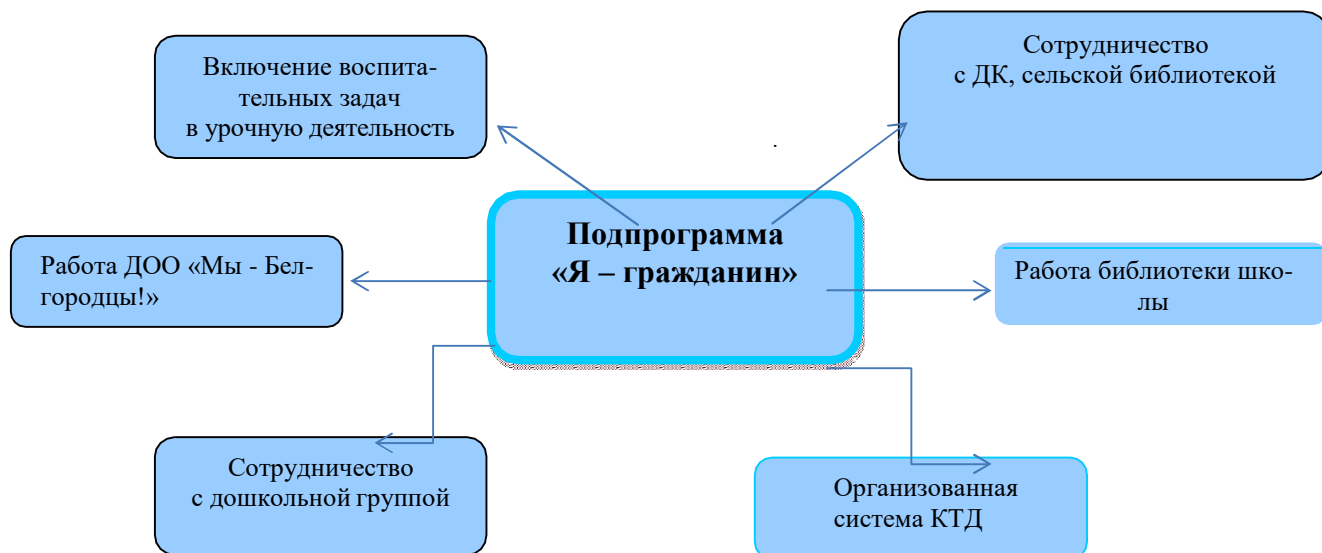 Включение воспита-
тельных задач
в урочную деятельность
Сотрудничество
с ДК, сельской библиотекой
Подпрограмма
«Я – гражданин»
Работа ДОО «Мы - Бел-
городцы!»
Работа библиотеки шко-
лы
Сотрудничество
с дошкольной группой
Организованная
система КТД